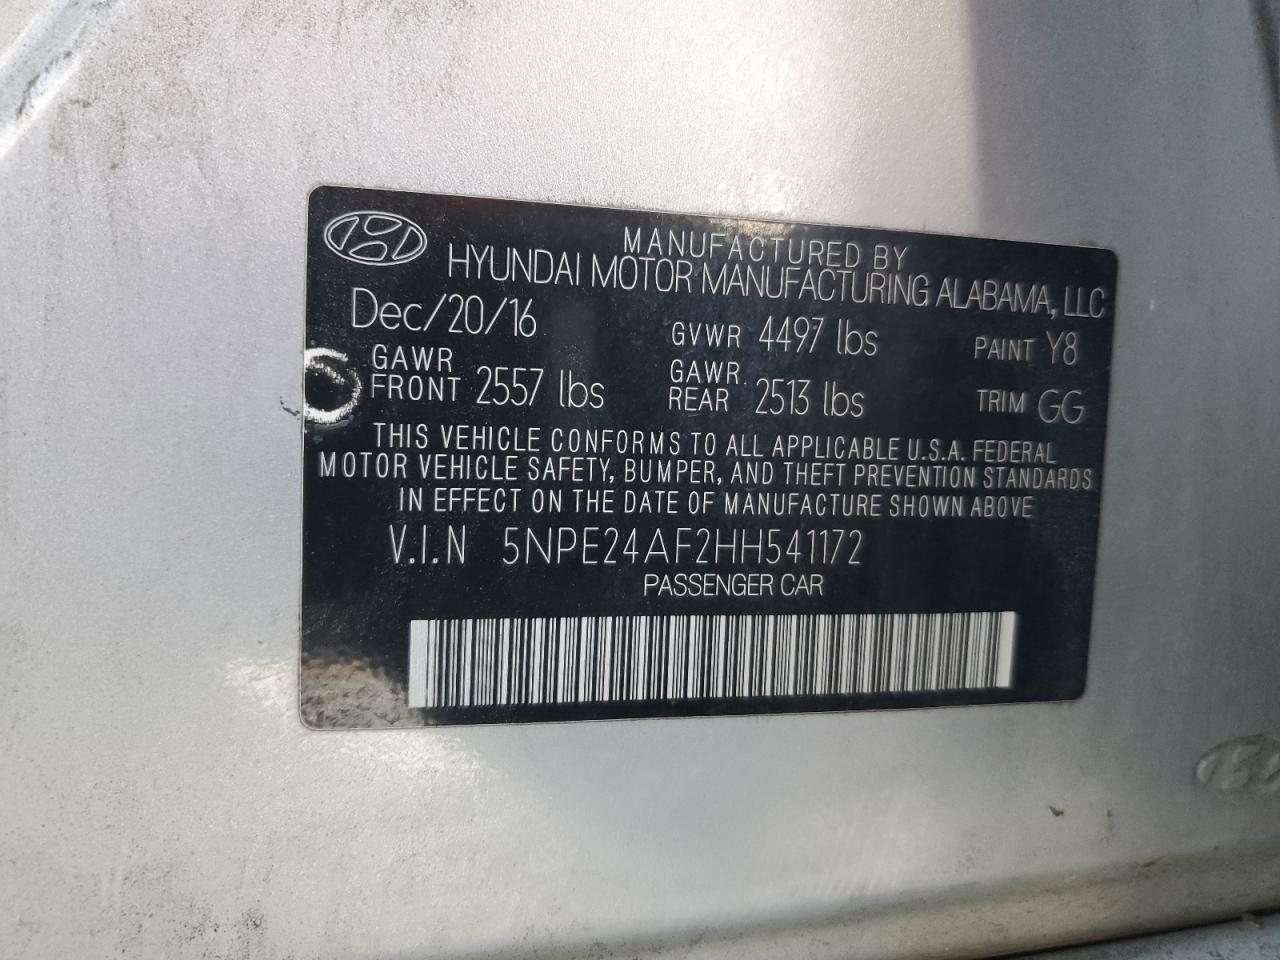 MANUFACTURED BY
HYUNDAI MOTOR MANUFACTURING ALABAMA, LLC
Dec/20/16 GVWR 4497 lbs PAINT Y8
GAWR FRONT 2557 lbs GAWR REAR 2513 lbs TRIM GG
THIS VEHICLE CONFORMS TO ALL APPLICABLE U.S.A. FEDERAL
MOTOR VEHICLE SAFETY, BUMPER, AND THEFT PREVENTION STANDARDS
IN EFFECT ON THE DATE OF MANUFACTURE SHOWN ABOVE
V.I.N 5NPE24AF2HH541172
PASSENGER CAR